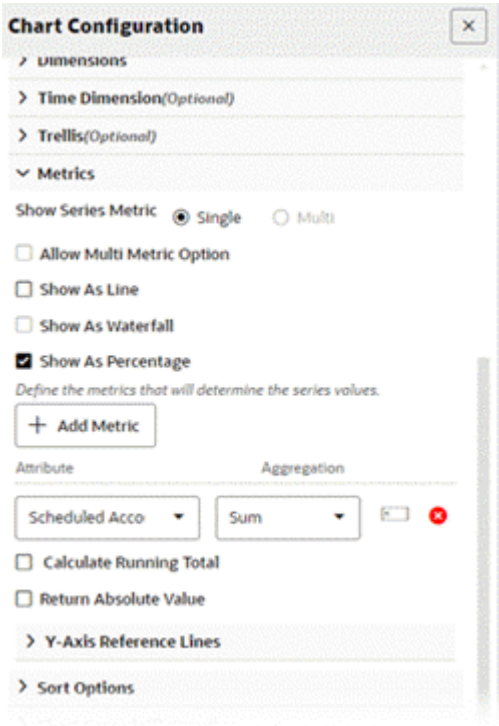 Chart Configuration
Dimensions
Time Dimension(Optional)
Trellis(Optional)
Metrics
Show Series Metric Single Multi
Allow Multi Metric Option
Show As Line
Show As Waterfall
Show As Percentage
Define the metrics that will determine the series values.
+ Add Metric
Attribute Aggregation
Scheduled Acco Sum
Calculate Running Total
Return Absolute Value
Y-Axis Reference Lines
Sort Options